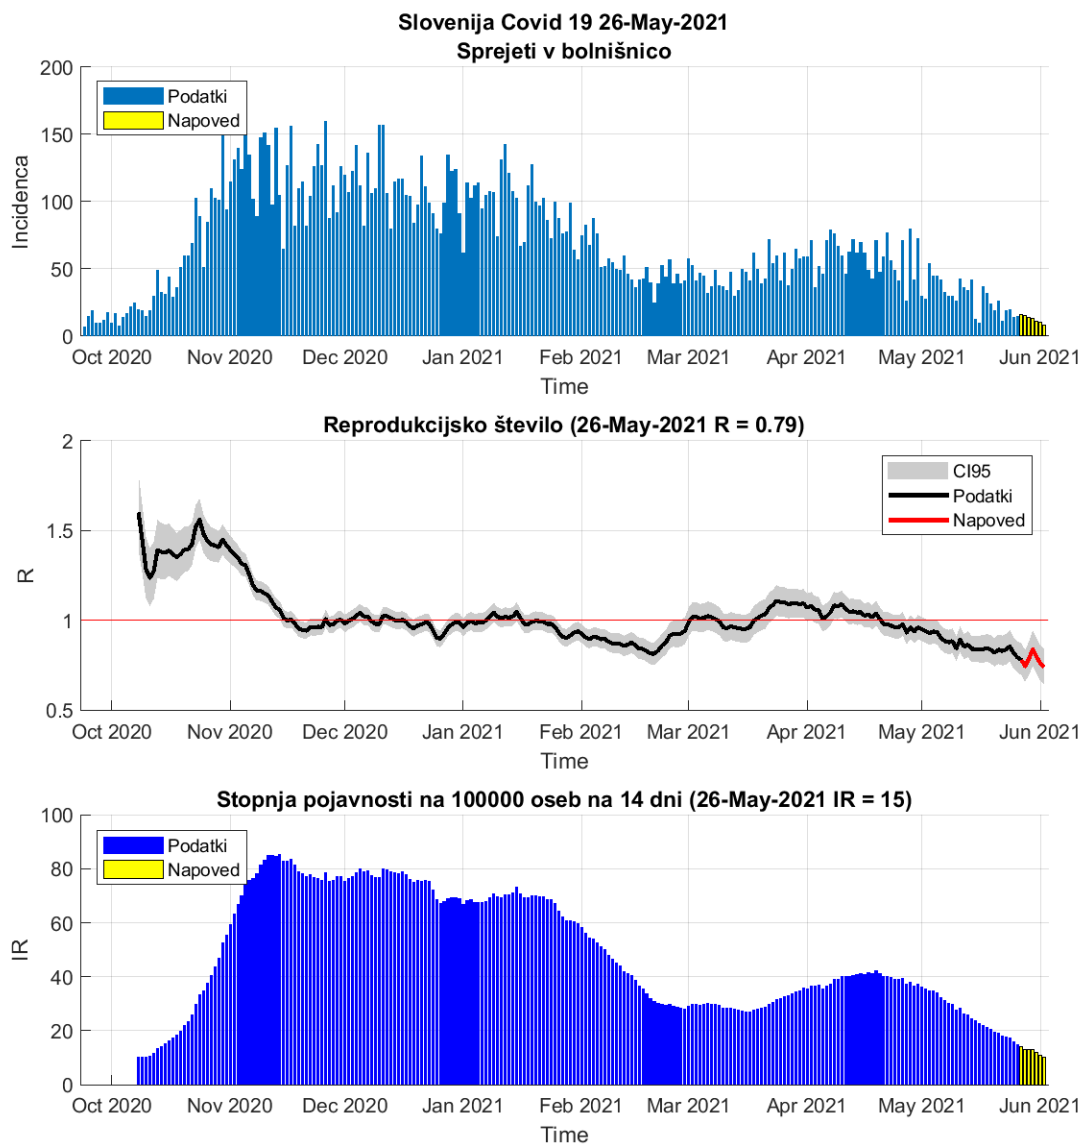 Slovenija Covid 19 26-May-2021
Sprejeti v bolnišnico
200
150
100
50
0
Incidenca
Podatki
Napoved
Oct 2020 Nov 2020 Dec 2020 Jan 2021 Feb 2021 Mar 2021 Apr 2021 May 2021 Jun 2021
Time
Reprodukcijsko število (26-May-2021 R = 0.79)
2
1.5
1
0.5
R
CI95
Podatki
Napoved
Oct 2020 Nov 2020 Dec 2020 Jan 2021 Feb 2021 Mar 2021 Apr 2021 May 2021 Jun 2021
Time
Stopnja pojavnosti na 100000 oseb na 14 dni (26-May-2021 IR = 15)
100
80
60
40
20
0
IR
Podatki
Napoved
Oct 2020 Nov 2020 Dec 2020 Jan 2021 Feb 2021 Mar 2021 Apr 2021 May 2021 Jun 2021
Time